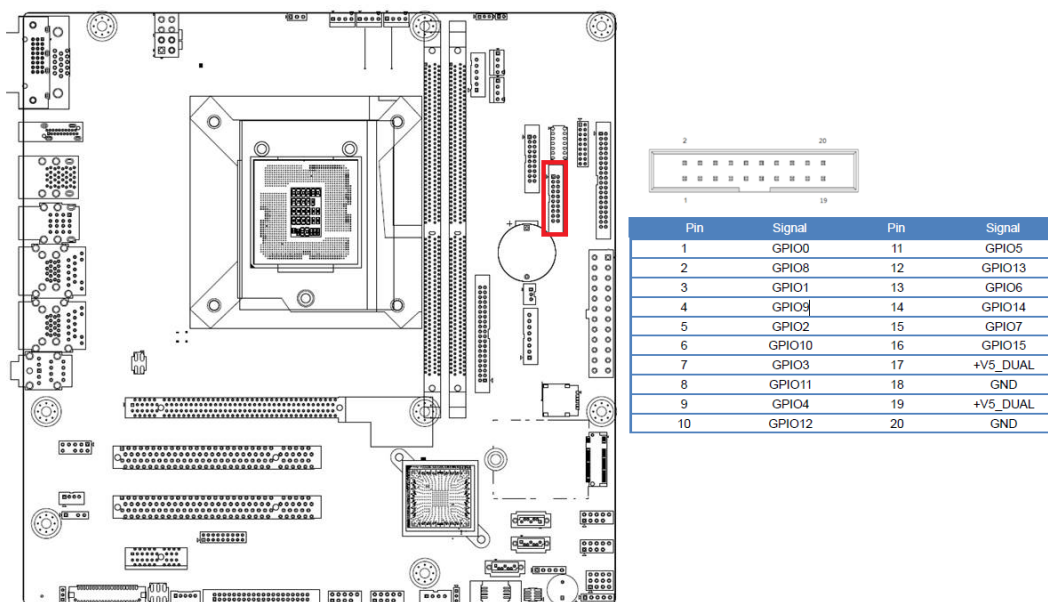 2 20
1 19
Pin Signal Pin Signal
1 GPIO0 11 GPIO5
2 GPIO8 12 GPIO13
3 GPIO1 13 GPIO6
4 GPIO9 14 GPIO14
5 GPIO2 15 GPIO7
6 GPIO10 16 GPIO15
7 GPIO3 17 +V5_DUAL
8 GPIO11 18 GND
9 GPIO4 19 +V5_DUAL
10 GPIO12 20 GND